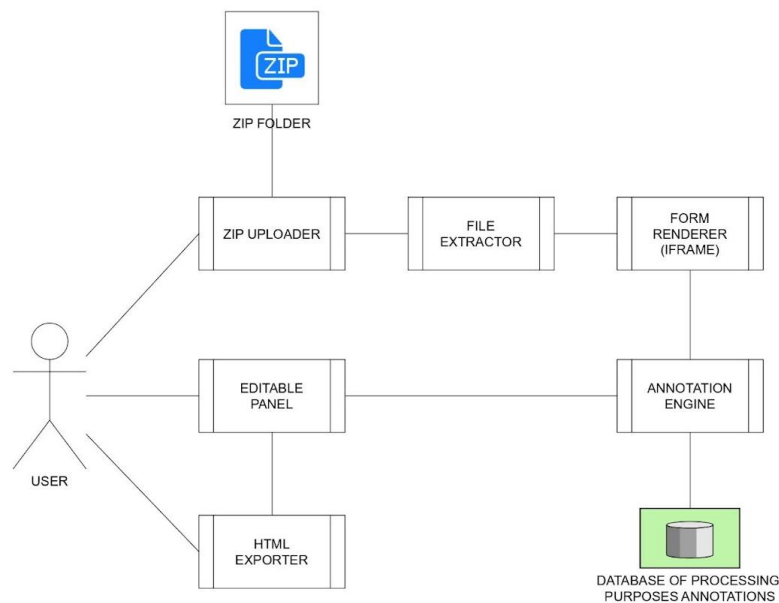 ZIP
ZIP FOLDER
ZIP UPLOADER
FILE
EXTRACTOR
FORM
RENDERER
(IFRAME)
EDITABLE
PANEL
ANNOTATION
ENGINE
USER
HTML
EXPORTER
DATABASE OF PROCESSING
PURPOSES ANNOTATIONS